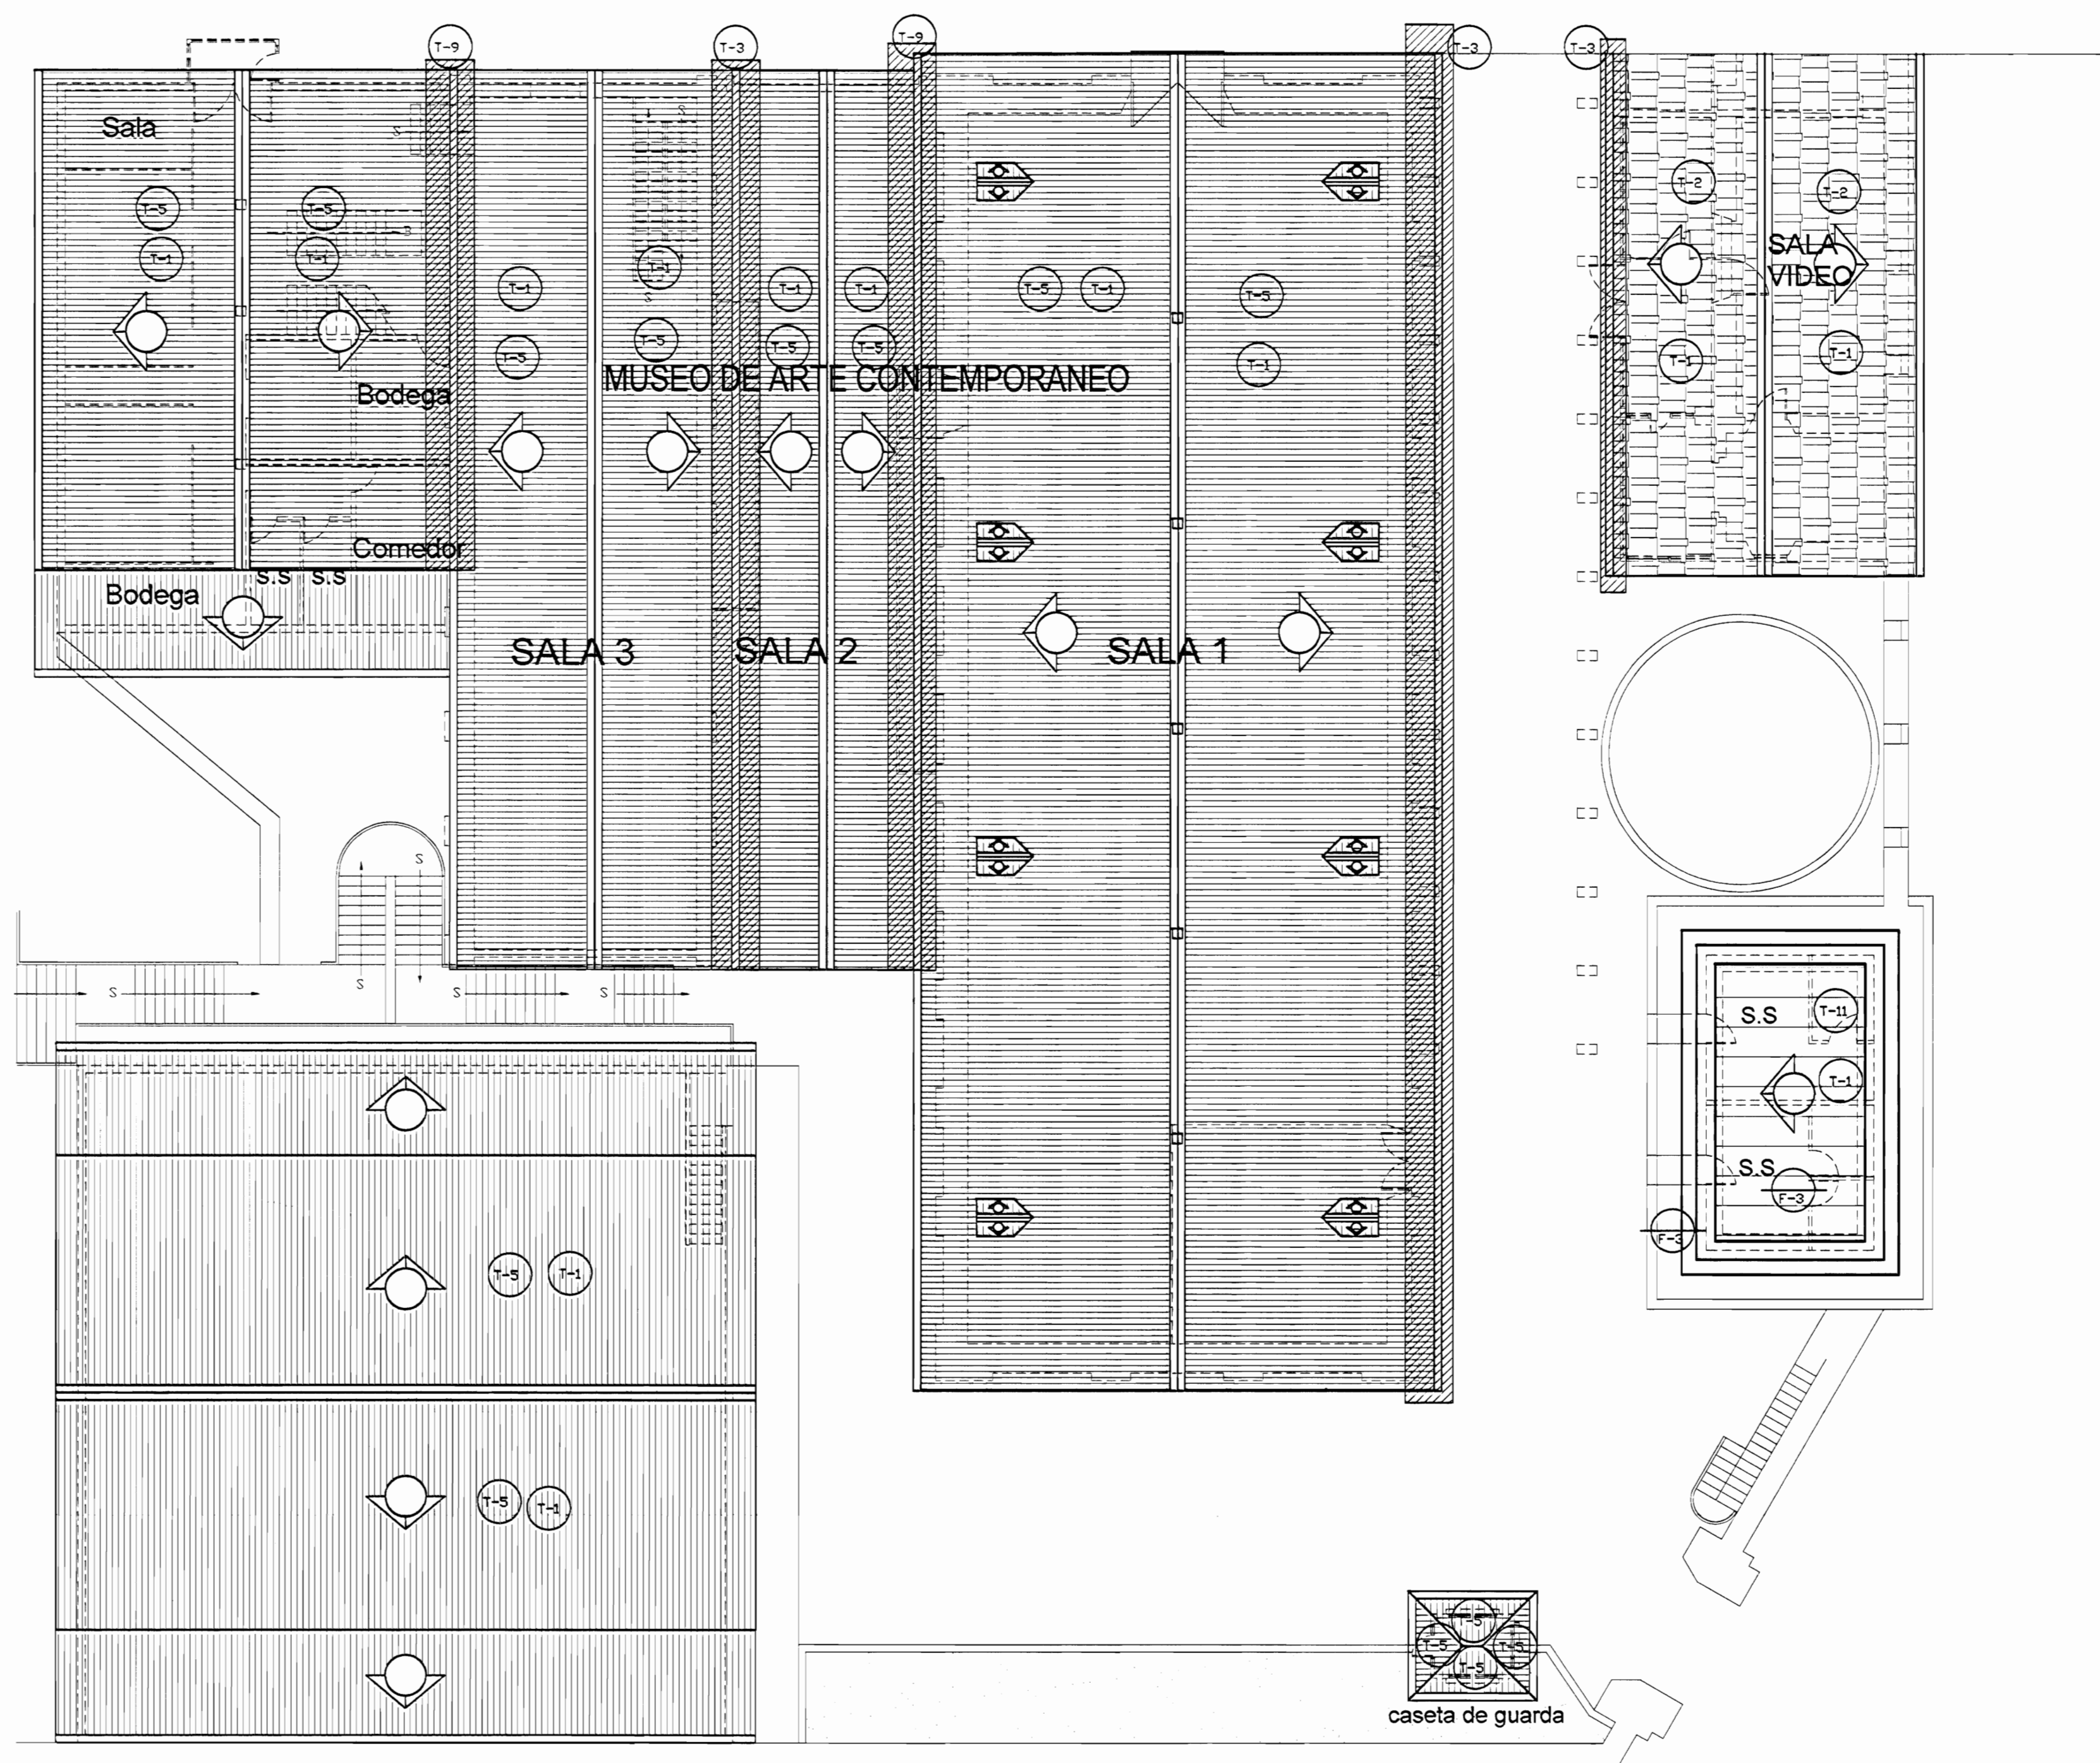 T-9
T-3
T-9
T-3
T-3
Sala
S
S
T-5
T-5
T-2
T-2
B
T-1
T-1
T-1
SALA
VIDEO
T-1
T-1
T-1
T-5
T-1
T-5
S
T-5
T-5
T-5
T-5
T-1
T-1
T-1
MUSEO DE ARTE CONTEMPORANEO
Bodega
Comedor
S.S
S.S
Bodega
SALA 3
SALA 2
SALA 1
S
S
S
S
S
S.S
T-11
T-1
S.S
F-3
F-3
T-5
T-1
T-5
T-1
T-5
T-5
T-5
T-5
caseta de guarda